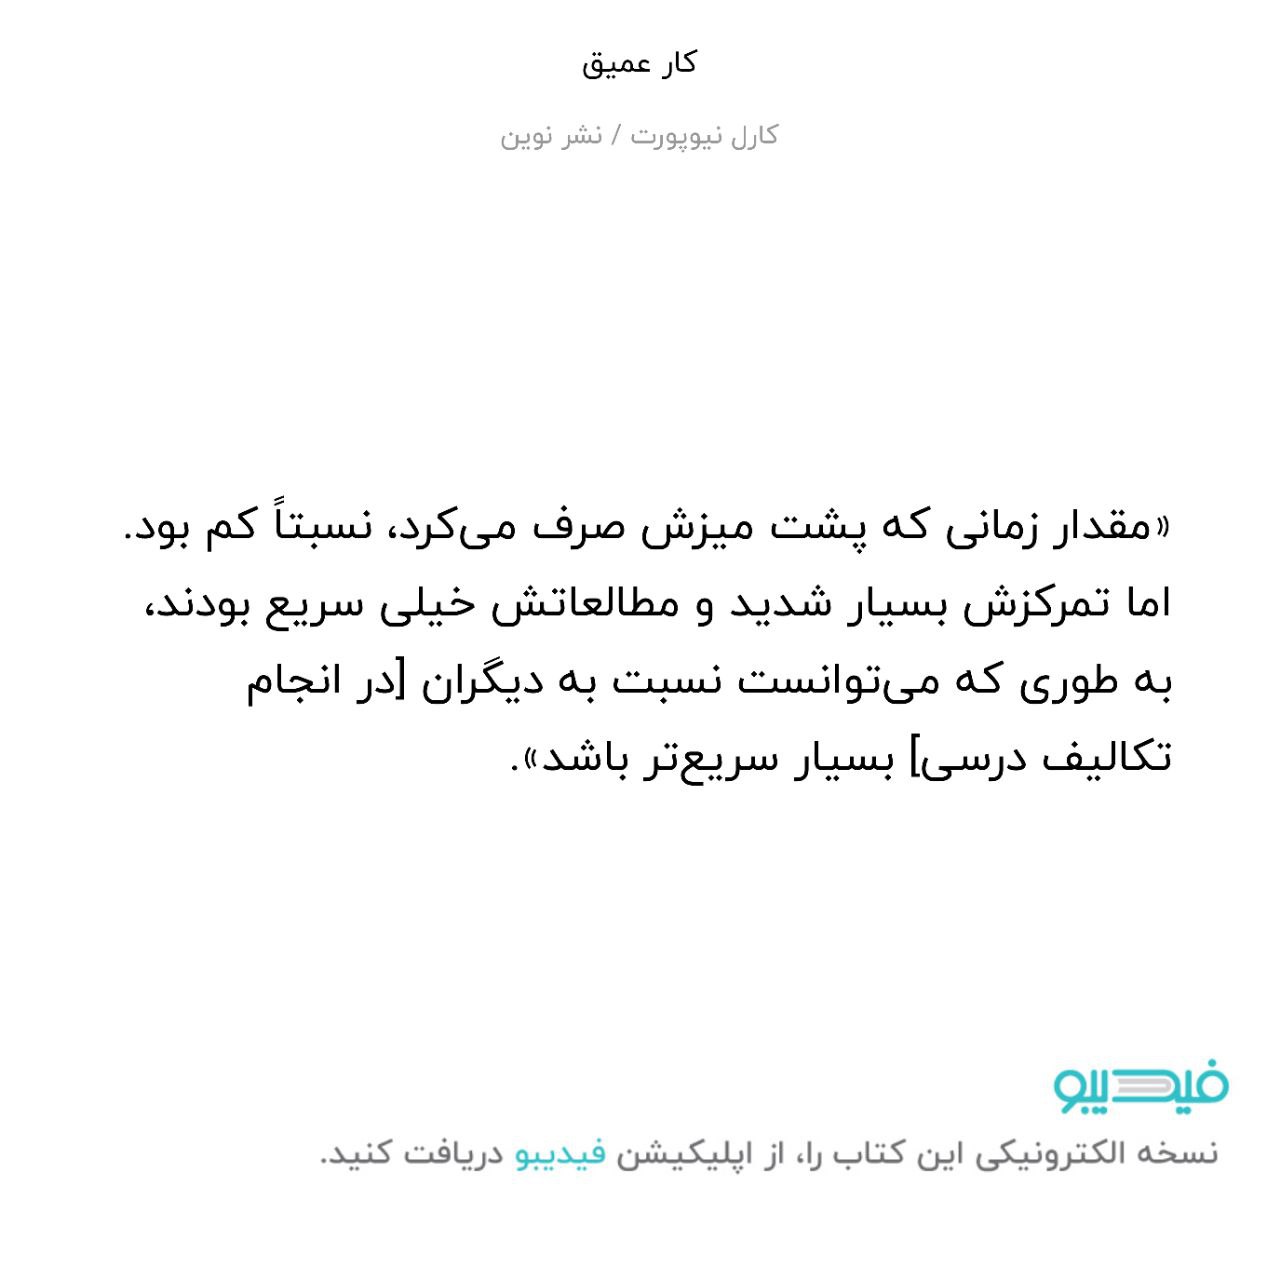 کار عمیق
کارل نیوپورت / نشر نوین
«مقدار زمانی که پشت میزش صرف می‌کرد، نسبتاً کم بود.
اما تمرکزش بسیار شدید و مطالعاتش خیلی سریع بودند،
به طوری که می‌توانست نسبت به دیگران [در انجام
تکالیف درسی] بسیار سریع‌تر باشد».
فیدیبو
نسخه الکترونیکی این کتاب را، از اپلیکیشن فیدیبو دریافت کنید.